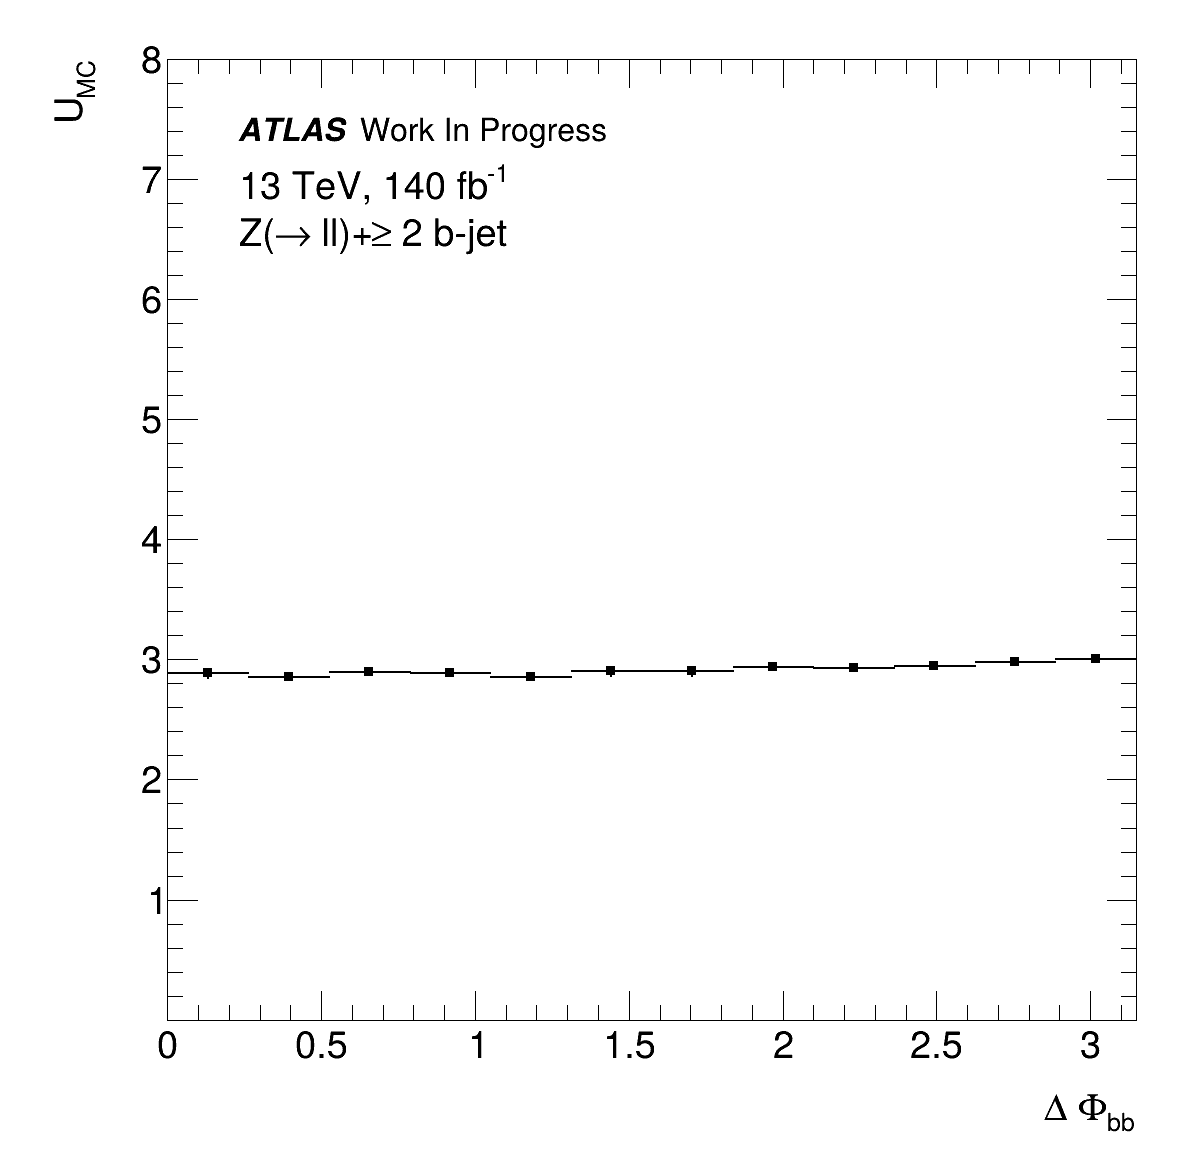 U_MC
8
7
6
5
4
3
2
1
ATLAS Work In Progress
13 TeV, 140 fb⁻¹
Z(→ ll)+≥ 2 b-jet
0 0.5 1 1.5 2 2.5 3
Δ Φ_bb